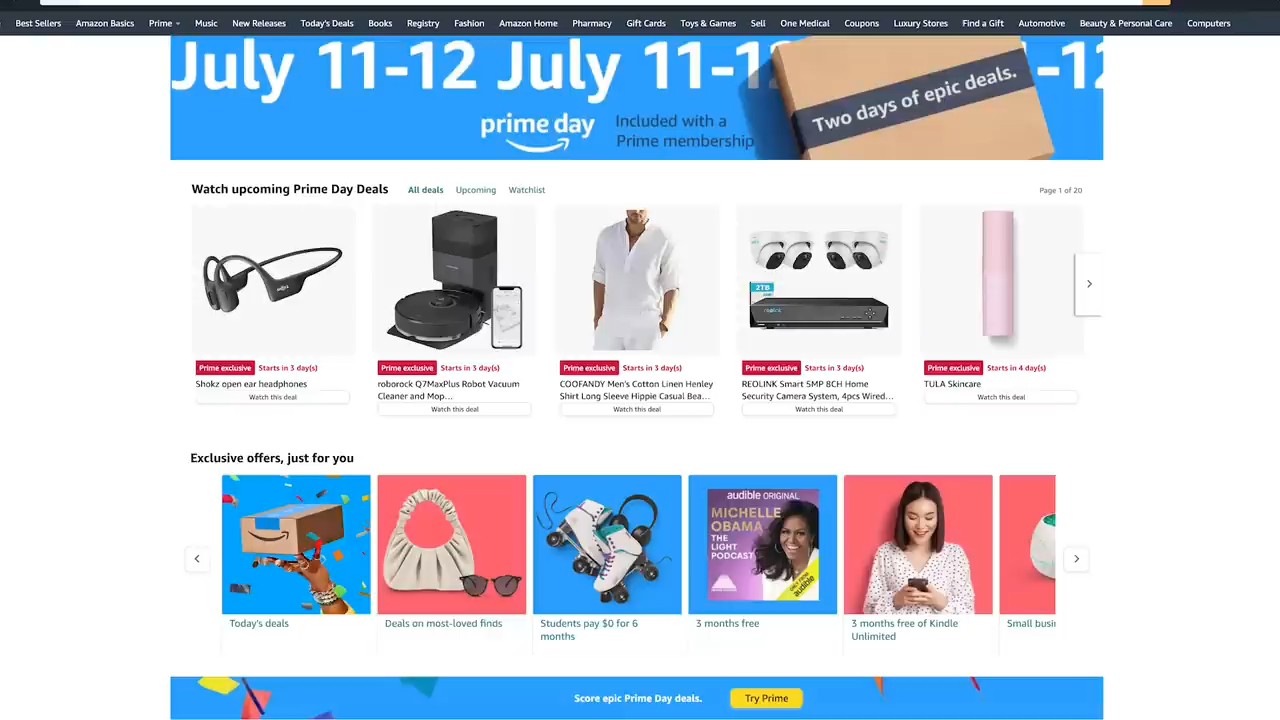 Best Sellers Amazon Basics Prime Music New Releases Today's Deals Books Registry Fashion Amazon Home Pharmacy Gift Cards Toys & Games Sell One Medical Coupons Luxury Stores Find a Gift Automotive Beauty & Personal Care Computers
July 11-12 July 11-12 -12
Two days of epic deals.
prime day
Included with a
Prime membership
Watch upcoming Prime Day Deals All deals Upcoming Watchlist Page 1 of 20
SHOKZ
2TB
reolink
Prime exclusive Starts in 3 day(s)
Shokz open ear headphones
Watch this deal
Prime exclusive Starts in 3 day(s)
roborock Q7MaxPlus Robot Vacuum
Cleaner and Mop...
Watch this deal
Prime exclusive Starts in 3 day(s)
COOFANDY Men's Cotton Linen Henley
Shirt Long Sleeve Hippie Casual Bea...
Watch this deal
Prime exclusive Starts in 3 day(s)
REOLINK Smart 5MP 8CH Home
Security Camera System, 4pcs Wired...
Watch this deal
Prime exclusive Starts in 4 day(s)
TULA Skincare
Watch this deal
Exclusive offers, just for you
audible ORIGINAL
MICHELLE
OBAMA
THE
LIGHT
PODCAST
ONLY FROM
audible
Today's deals
Deals on most-loved finds
Students pay $0 for 6
months
3 months free
3 months free of Kindle
Unlimited
Small busin
Score epic Prime Day deals. Try Prime